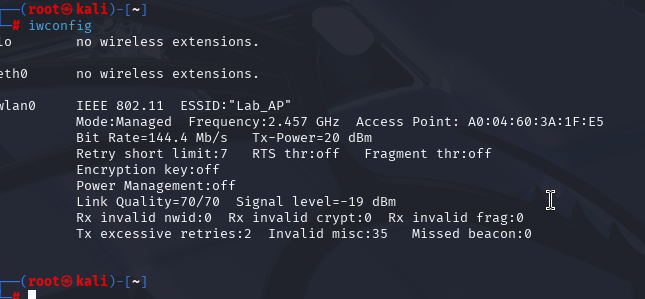 (root㉿kali)-[~]
# iwconfig
lo        no wireless extensions.
eth0      no wireless extensions.
wlan0     IEEE 802.11  ESSID:"Lab_AP"
Mode:Managed  Frequency:2.457 GHz  Access Point: A0:04:60:3A:1F:E5
Bit Rate=144.4 Mb/s   Tx-Power=20 dBm
Retry short limit:7   RTS thr:off   Fragment thr:off
Encryption key:off
Power Management:off
Link Quality=70/70  Signal level=-19 dBm
Rx invalid nwid:0  Rx invalid crypt:0  Rx invalid frag:0
Tx excessive retries:2  Invalid misc:35   Missed beacon:0
(root㉿kali)-[~]
#